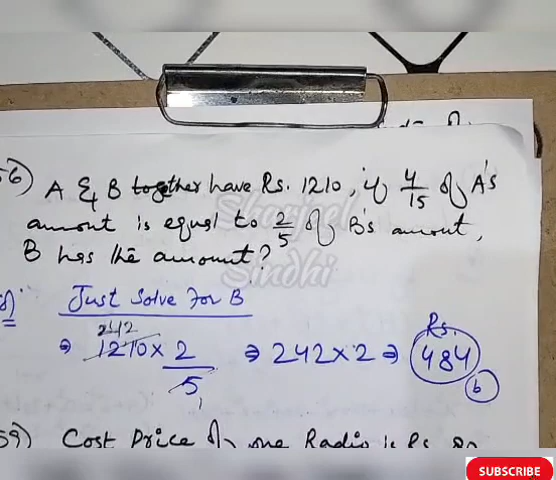 56) A & B together have Rs. 1210, if 4/15 of A's
amount is equal to 2/5 of B's amount,
B has the amount?
Sharjeel
Sindhi
Just Solve For B
242
⇒ 1210 × 2/5 ⇒ 242 × 2 ⇒ Rs. 484
b
59) Cost Price of one Radio is Rs
SUBSCRIBE